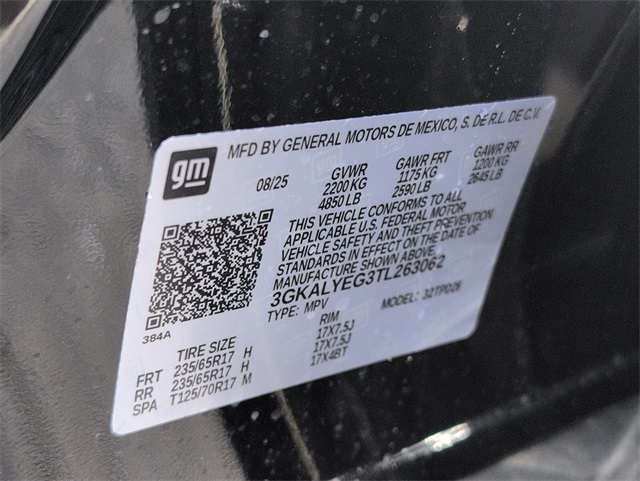 gm
MFD BY GENERAL MOTORS DE MEXICO, S. DE R.L. DE C.V.
08/25 GVWR GAWR FRT GAWR RR
2200 KG 1175 KG 1200 KG
4850 LB 2590 LB 2645 LB
THIS VEHICLE CONFORMS TO ALL
APPLICABLE U.S. FEDERAL MOTOR
VEHICLE SAFETY AND THEFT PREVENTION
STANDARDS IN EFFECT ON THE DATE OF
MANUFACTURE SHOWN ABOVE.
3GKALYEG3TL263062
TYPE: MPV MODEL: 32TPD26
384A
TIRE SIZE RIM
FRT 235/65R17 H 17X7.5J
RR 235/65R17 H 17X7.5J
SPA T125/70R17 M 17X4BT